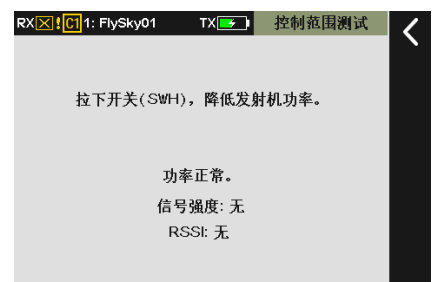 RX C1 1: FlySky01 TX 控制范围测试
拉下开关(SWH)，降低发射机功率。
功率正常。
信号强度: 无
RSSI: 无